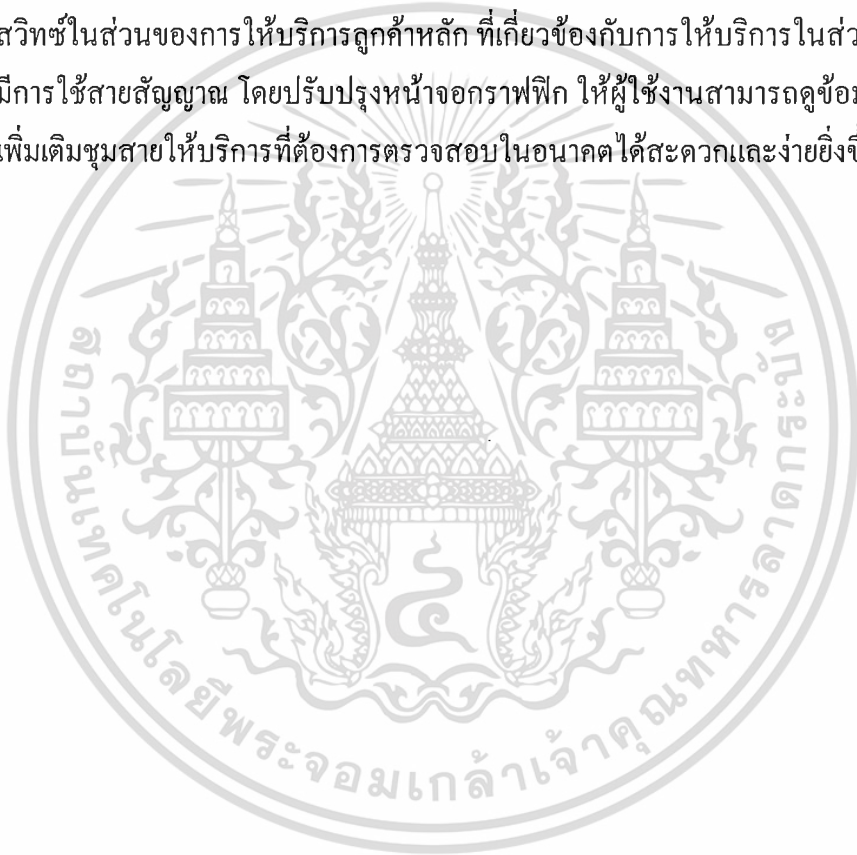 สวิทซ์ในส่วนของการให้บริการลูกค้าหลัก ที่เกี่ยวข้องกับการให้บริการในส่ว
มีการใช้สายสัญญาณ โดยปรับปรุงหน้าจอกราฟฟิก ให้ผู้ใช้งานสามารถดูข้อม
เพิ่มเติมชุมสายให้บริการที่ต้องการตรวจสอบในอนาคตได้สะดวกและง่ายยิ่งขึ้
สถาบันเทคโนโลยีพระจอมเกล้าเจ้าคุณทหารลาดกระบัง